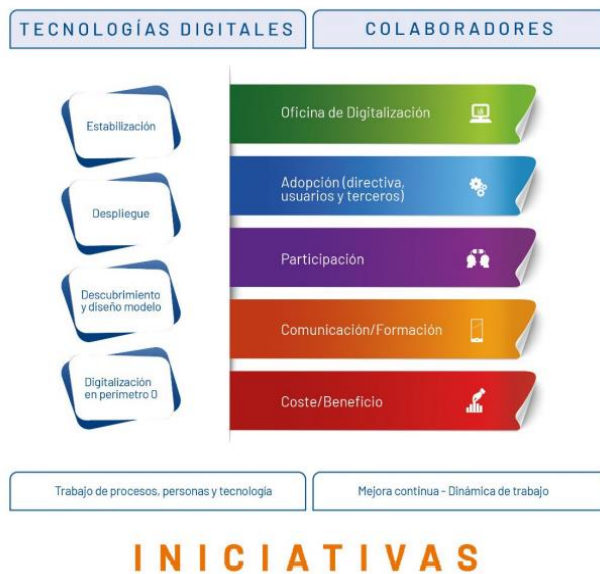 TECNOLOGÍAS DIGITALES
COLABORADORES
Estabilización
Despliegue
Descubrimiento
y diseño modelo
Digitalización
en perímetro 0
Oficina de Digitalización
Adopción (directiva,
usuarios y terceros)
Participación
Comunicación/Formación
Coste/Beneficio
Trabajo de procesos, personas y tecnología
Mejora continua - Dinámica de trabajo
INICIATIVAS